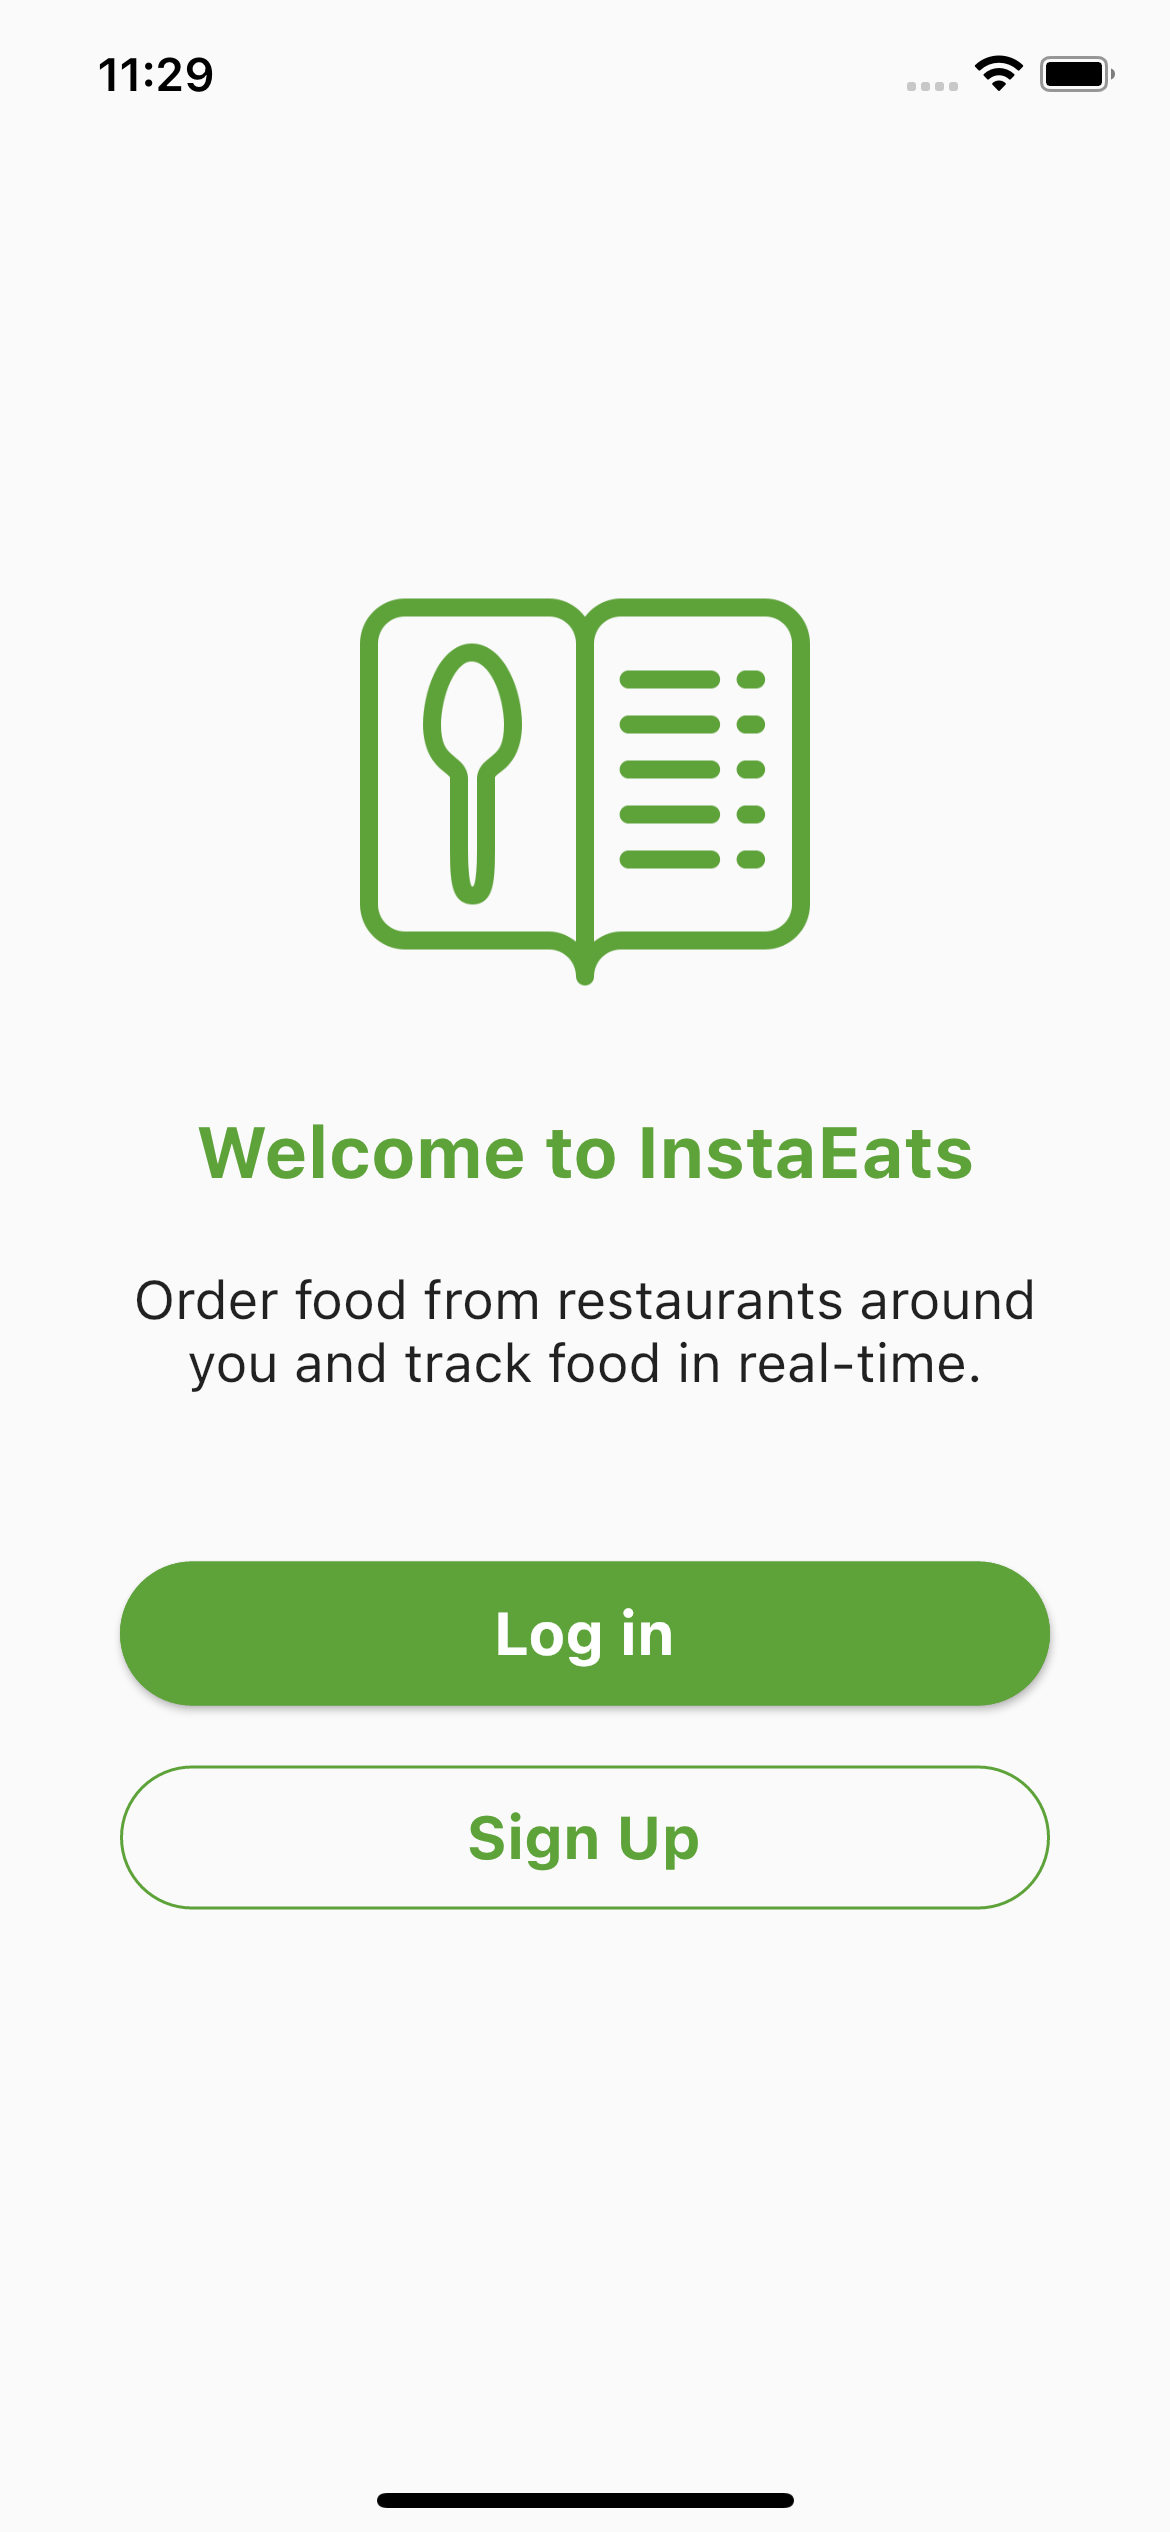 11:29
Welcome to InstaEats
Order food from restaurants around
you and track food in real-time.
Log in
Sign Up